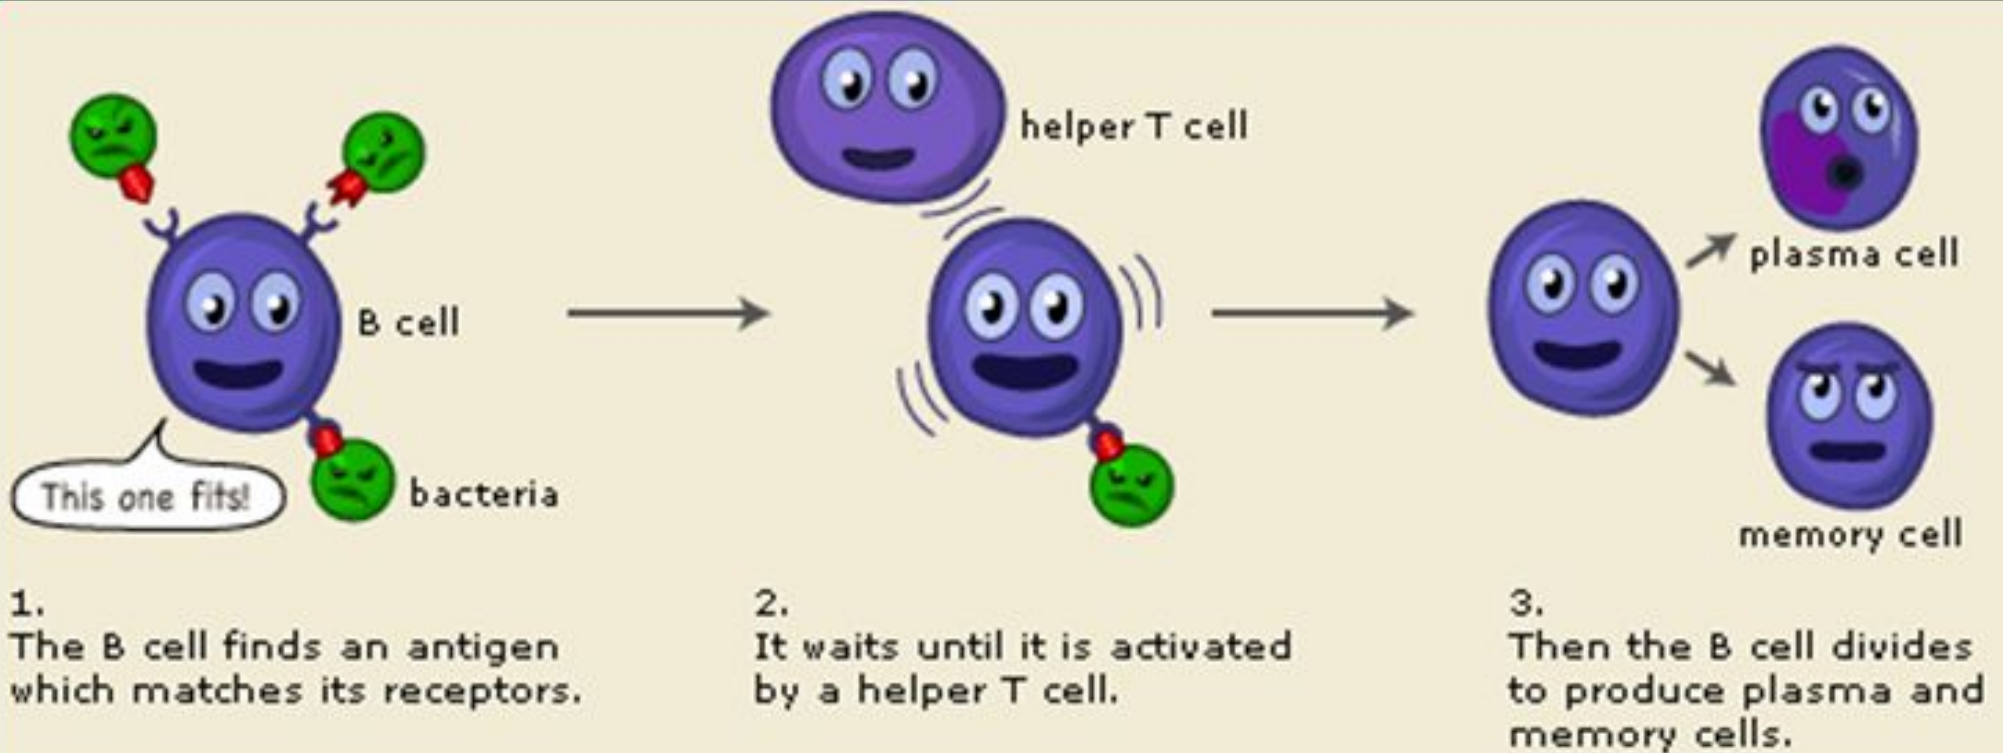 helper T cell
plasma cell
B cell
This one fits!
bacteria
memory cell
1.
The B cell finds an antigen
which matches its receptors.
2.
It waits until it is activated
by a helper T cell.
3.
Then the B cell divides
to produce plasma and
memory cells.